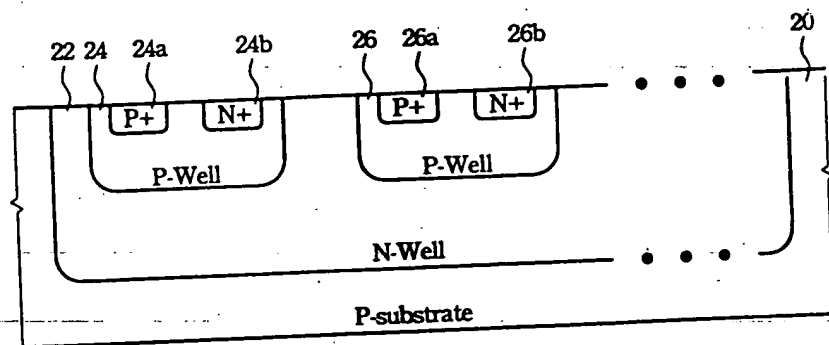 22 24 24a 24b 26 26a 26b 20
P+ N+ P+ N+
P-Well P-Well
N-Well
P-substrate